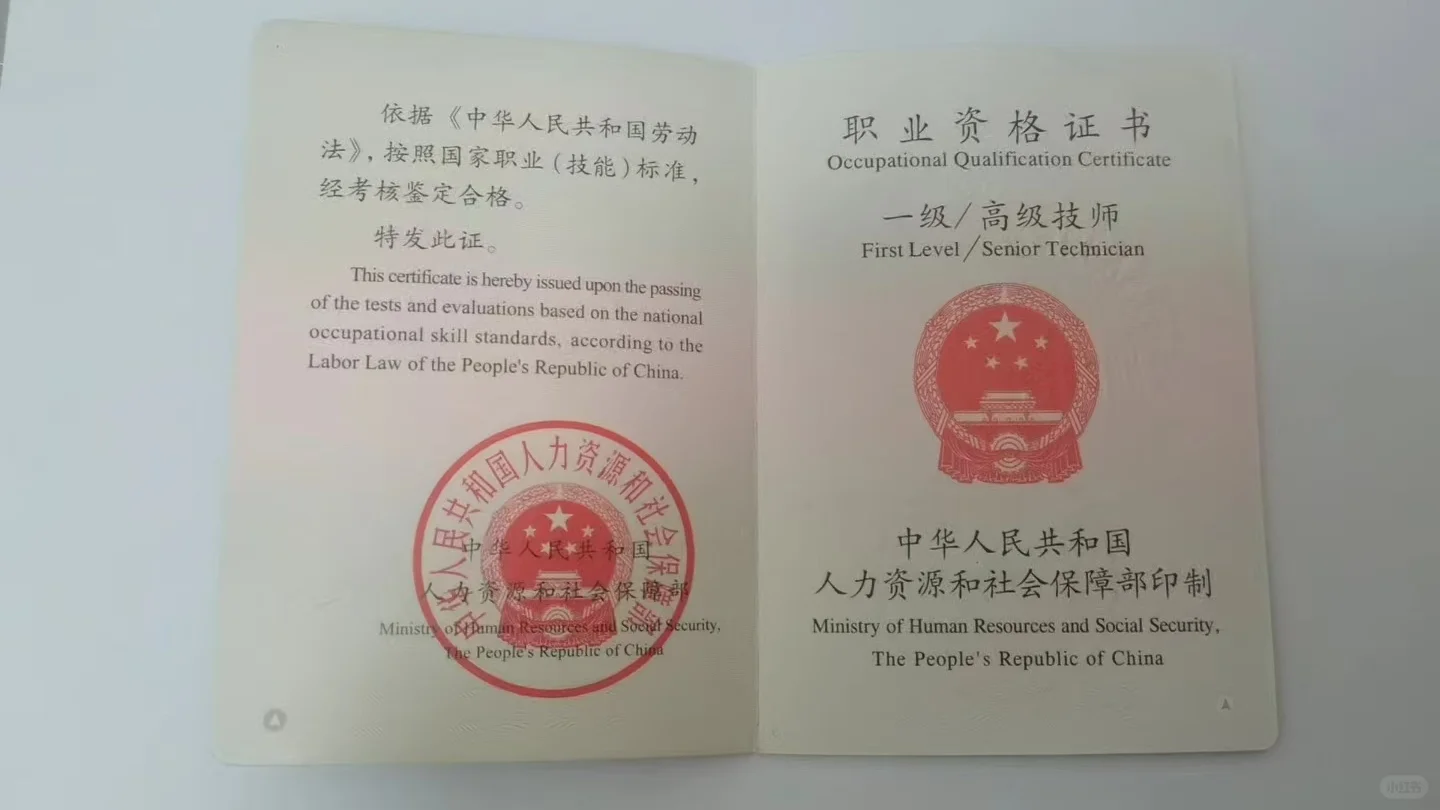 依据《中华人民共和国劳动
法》，按照国家职业（技能）标准，
经考核鉴定合格。
特发此证。
This certificate is hereby issued upon the passing
of the tests and evaluations based on the national
occupational skill standards, according to the
Labor Law of the People's Republic of China.
中华人民共和国人力资源和社会保障部
中华人民共和国
人力资源和社会保障部
Ministry of Human Resources and Social Security,
The People's Republic of China
职业资格证书
Occupational Qualification Certificate
一级/高级技师
First Level/Senior Technician
中华人民共和国
人力资源和社会保障部印制
Ministry of Human Resources and Social Security,
The People's Republic of China
小红书